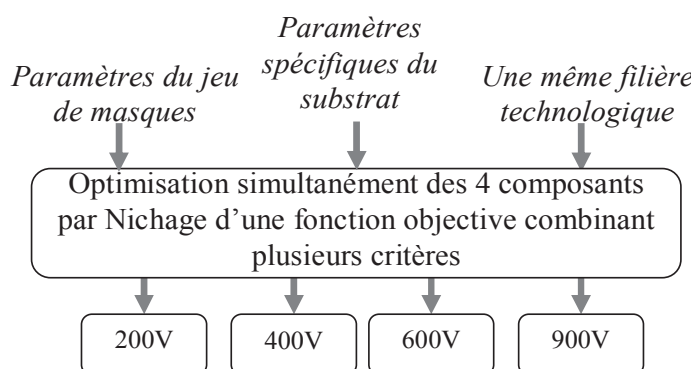 Paramètres du jeu
de masques
Paramètres
spécifiques du
substrat
Une même filière
technologique
Optimisation simultanément des 4 composants
par Nichage d'une fonction objective combinant
plusieurs critères
200V
400V
600V
900V